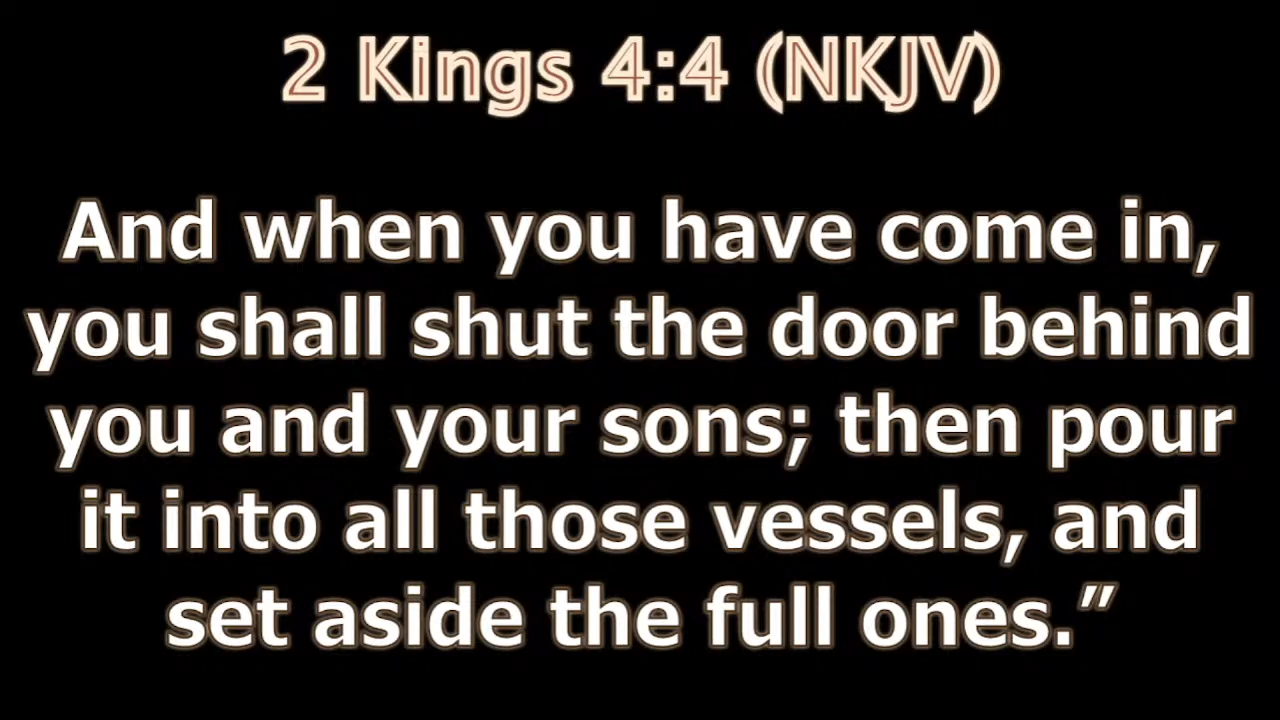 2 Kings 4:4 (NKJV)
And when you have come in,
you shall shut the door behind
you and your sons; then pour
it into all those vessels, and
set aside the full ones.”